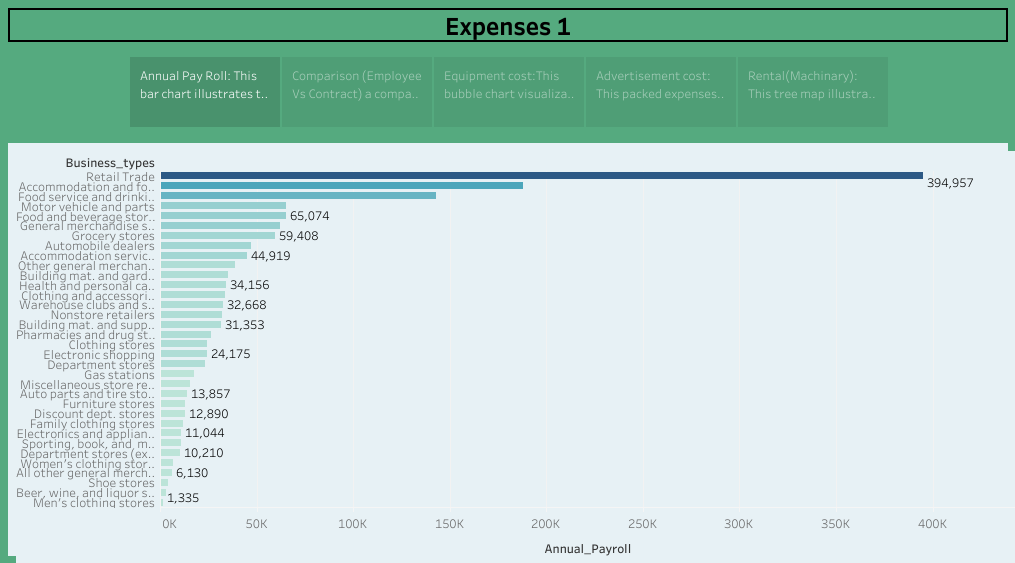 Expenses 1
Annual Pay Roll: This
bar chart illustrates t..
Comparison (Employee
Vs Contract) a compa..
Equipment cost:This
bubble chart visualiza..
Advertisement cost:
This packed expenses..
Rental(Machinery):
This tree map illustra..
Business_types
Retail Trade
394,957
Accommodation and fo..
Food service and drinki..
Motor vehicle and parts
Food and beverage stor..
65,074
General merchandise s..
Grocery stores
59,408
Automobile dealers
Accommodation servic..
44,919
Other general merchan..
Building mat. and gard..
Health and personal ca..
34,156
Clothing and accessori..
Warehouse clubs and s..
32,668
Nonstore retailers
Building mat. and supp..
31,353
Pharmacies and drug st..
Clothing stores
Electronic shopping
24,175
Department stores
Gas stations
Miscellaneous store re..
Auto parts and tire sto..
13,857
Furniture stores
Discount dept. stores
12,890
Family clothing stores
Electronics and applian..
11,044
Sporting, book, and m..
Department stores (ex..
10,210
Women's clothing stor..
All other general merch..
6,130
Shoe stores
Beer, wine, and liquor s..
1,335
Men's clothing stores
0K 50K 100K 150K 200K 250K 300K 350K 400K
Annual_Payroll